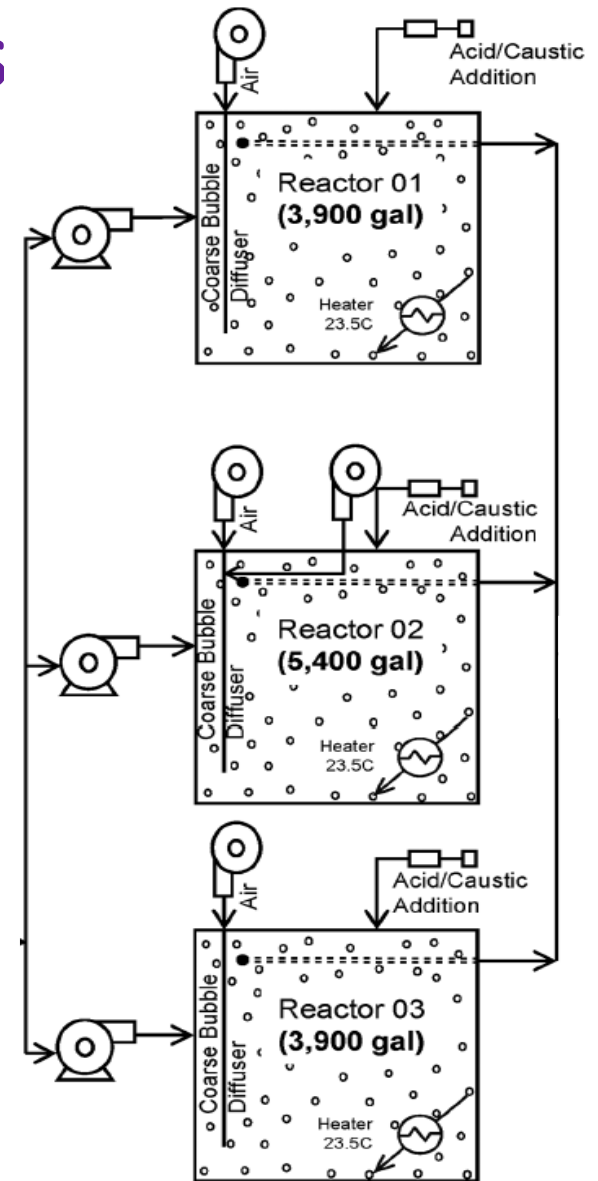 Air
Acid/Caustic
Addition
Coarse Bubble
Diffuser
Reactor 01
(3,900 gal)
Heater
23.5C
Air
Acid/Caustic
Addition
Coarse Bubble
Diffuser
Reactor 02
(5,400 gal)
Heater
23.5C
Air
Acid/Caustic
Addition
Coarse Bubble
Diffuser
Reactor 03
(3,900 gal)
Heater
23.5C